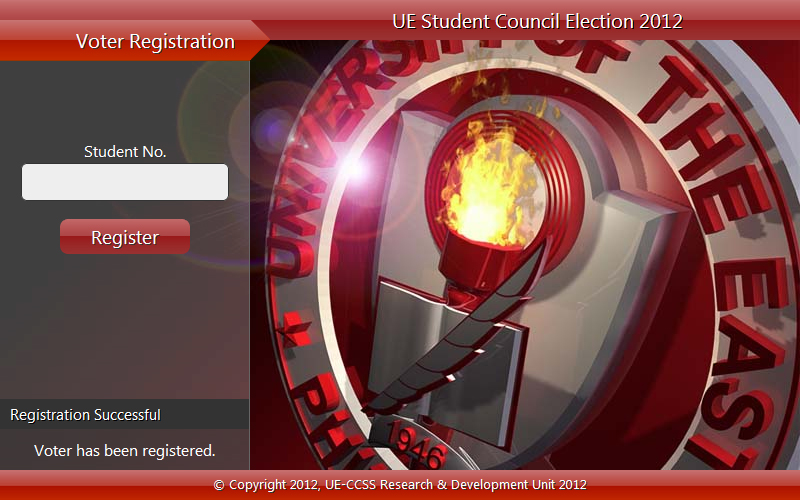 UE Student Council Election 2012
Voter Registration
Student No.
Register
Registration Successful
Voter has been registered.
UNIVERSITY OF THE EAST
★ PHI
1946
© Copyright 2012, UE-CCSS Research & Development Unit 2012